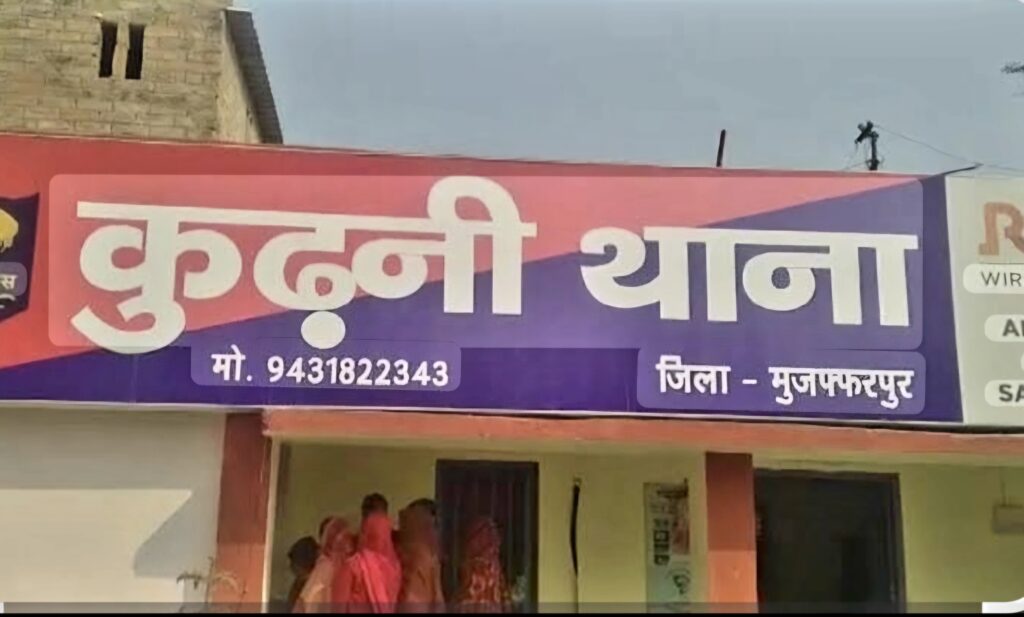 कुढ़नी थाना
मो. 9431822343
जिला - मुजफ्फरपुर